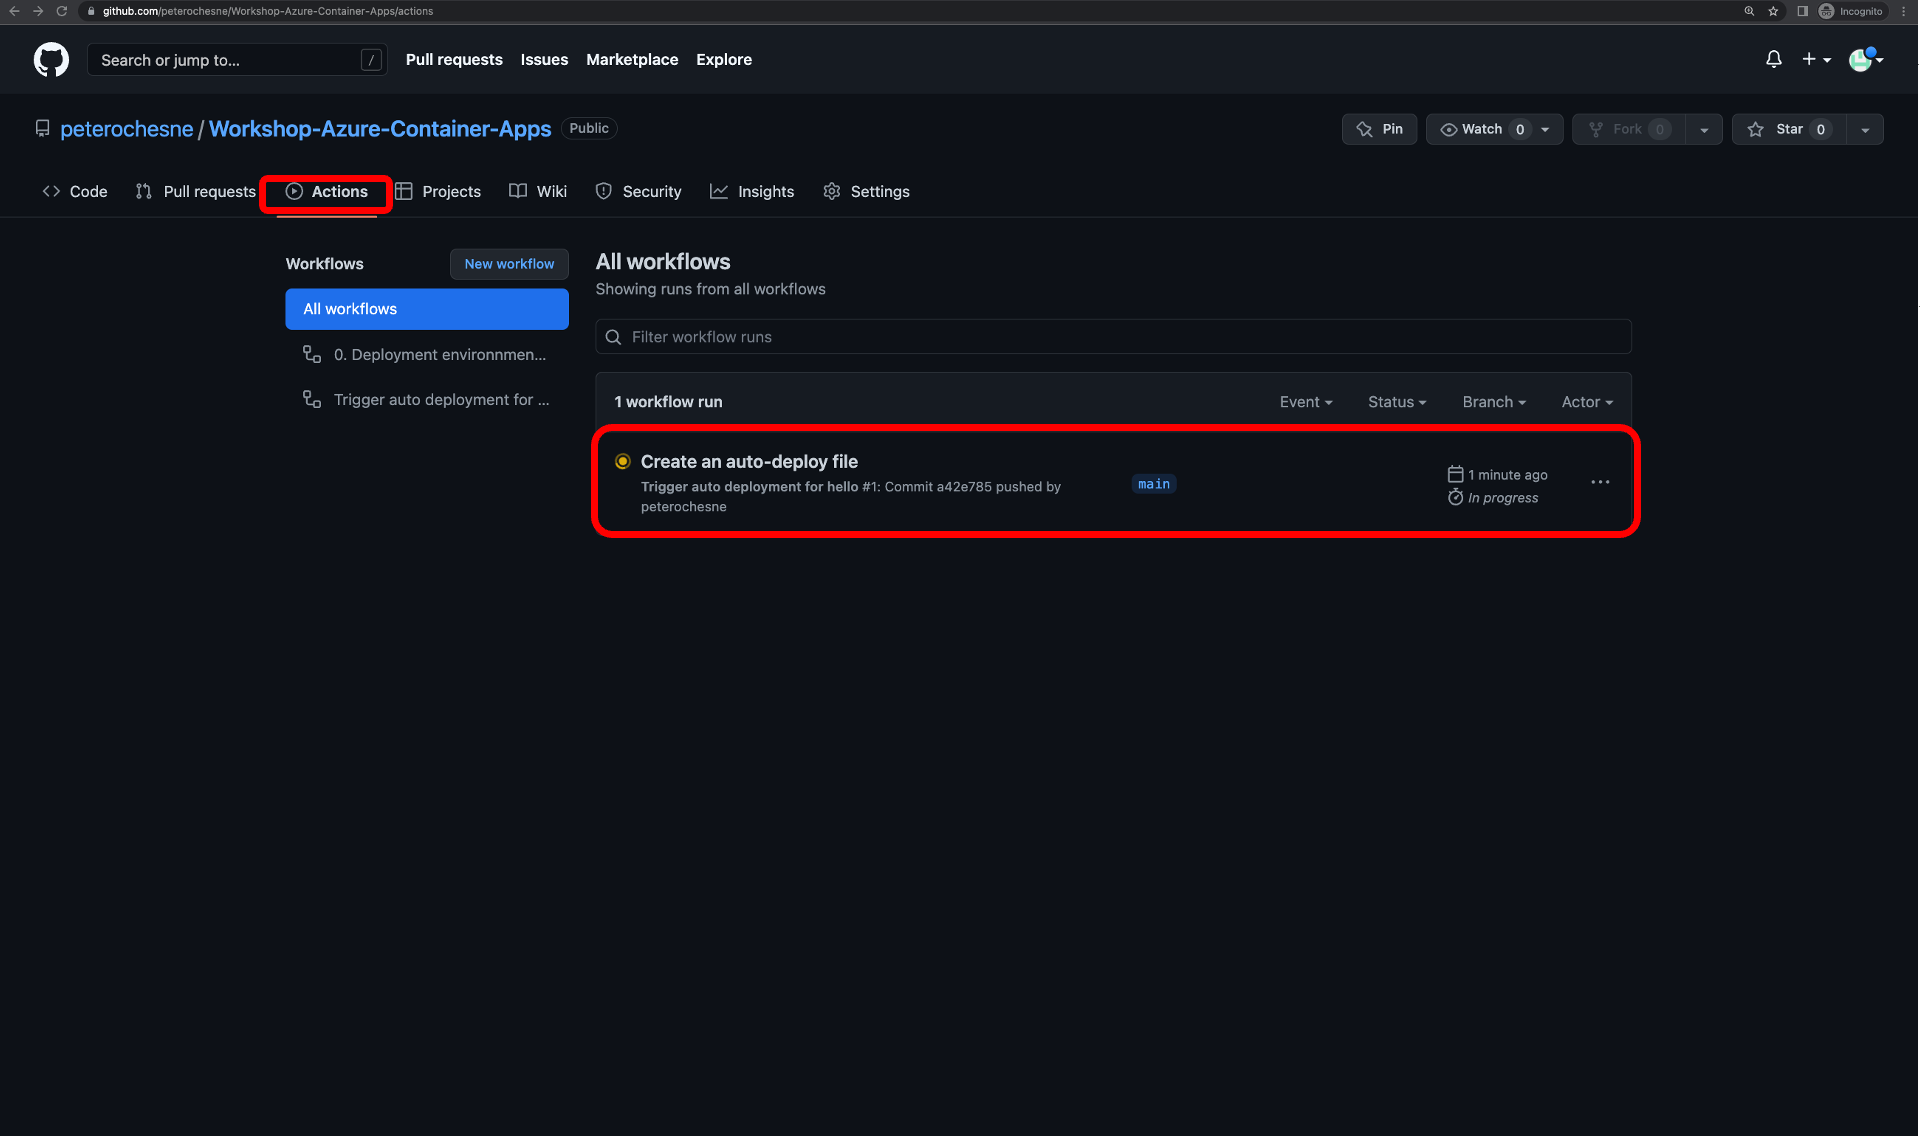 github.com/peterochesne/Workshop-Azure-Container-Apps/actions
Incognito
Search or jump to...
/
Pull requests
Issues
Marketplace
Explore
peterochesne / Workshop-Azure-Container-Apps
Public
Pin
Watch 0
Fork 0
Star 0
Code
Pull requests
Actions
Projects
Wiki
Security
Insights
Settings
Workflows
New workflow
All workflows
0. Deployment environnmen...
Trigger auto deployment for ...
All workflows
Showing runs from all workflows
Filter workflow runs
1 workflow run
Event
Status
Branch
Actor
Create an auto-deploy file
Trigger auto deployment for hello #1: Commit a42e785 pushed by
peterochesne
main
1 minute ago
In progress